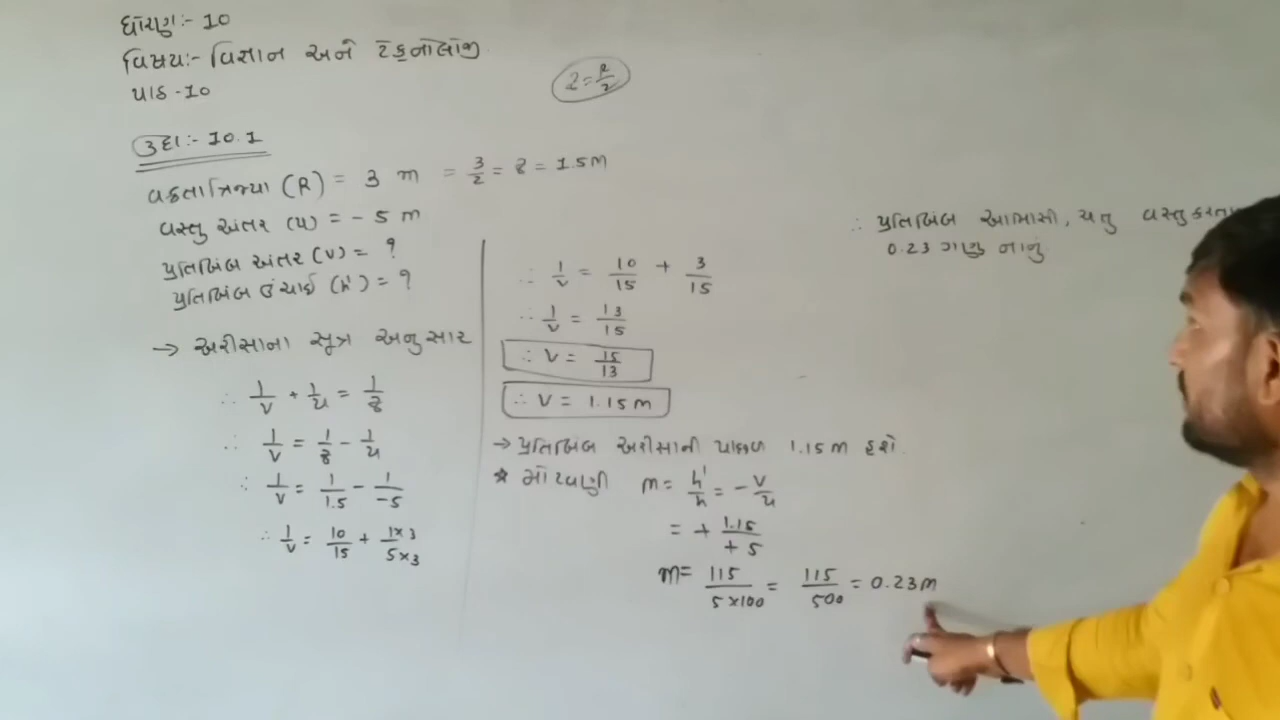 ધોરણ:- 10
વિષય:- વિજ્ઞાન અને ટેકનોલોજી
પાઠ -10
ઉદા:- 10.1
વક્રતાત્રિજ્યા (R) = 3 m = 3/2 = f = 1.5m
વસ્તુ અંતર (u) = - 5 m
પ્રતિબિંબ અંતર (v) = ?
પ્રતિબિંબ ઉંચાઈ (h') = ?
→ અરીસાના સૂત્ર અનુસાર
∴ 1/v + 1/u = 1/f
∴ 1/v = 1/f - 1/u
∴ 1/v = 1/1.5 - 1/-5
∴ 1/v = 10/15 + 1×3/5×3
f = R/2
∴ 1/v = 10/15 + 3/15
∴ 1/v = 13/15
∴ v = 15/13
∴ v = 1.15 m
→ પ્રતિબિંબ અરીસાની પાછળ 1.15 m હશે.
* મોટવણી m = h'/h = - v/u
= + 1.15/+ 5
m = 115/5×100 = 115/500 = 0.23m
∴ પ્રતિબિંબ આભાસી, ચતુ વસ્તુ કરતા
0.23 ગણુ નાનું